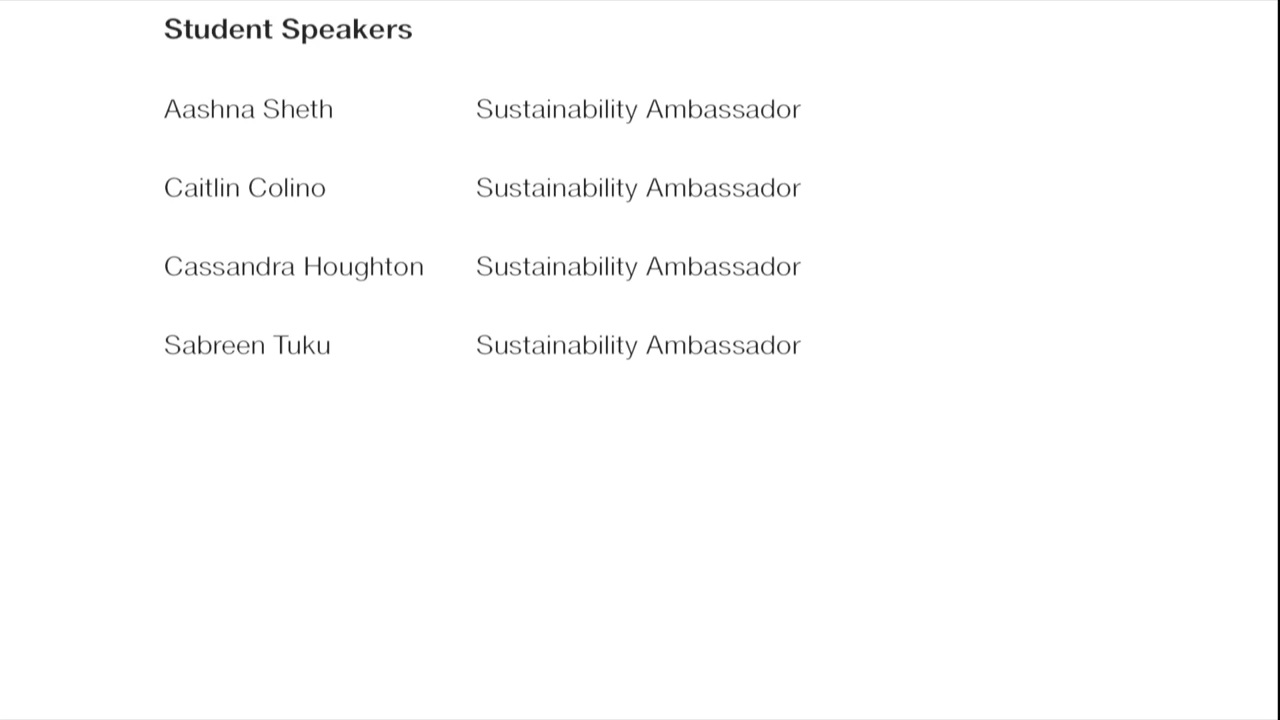 Student Speakers
Aashna Sheth Sustainability Ambassador
Caitlin Colino Sustainability Ambassador
Cassandra Houghton Sustainability Ambassador
Sabreen Tuku Sustainability Ambassador